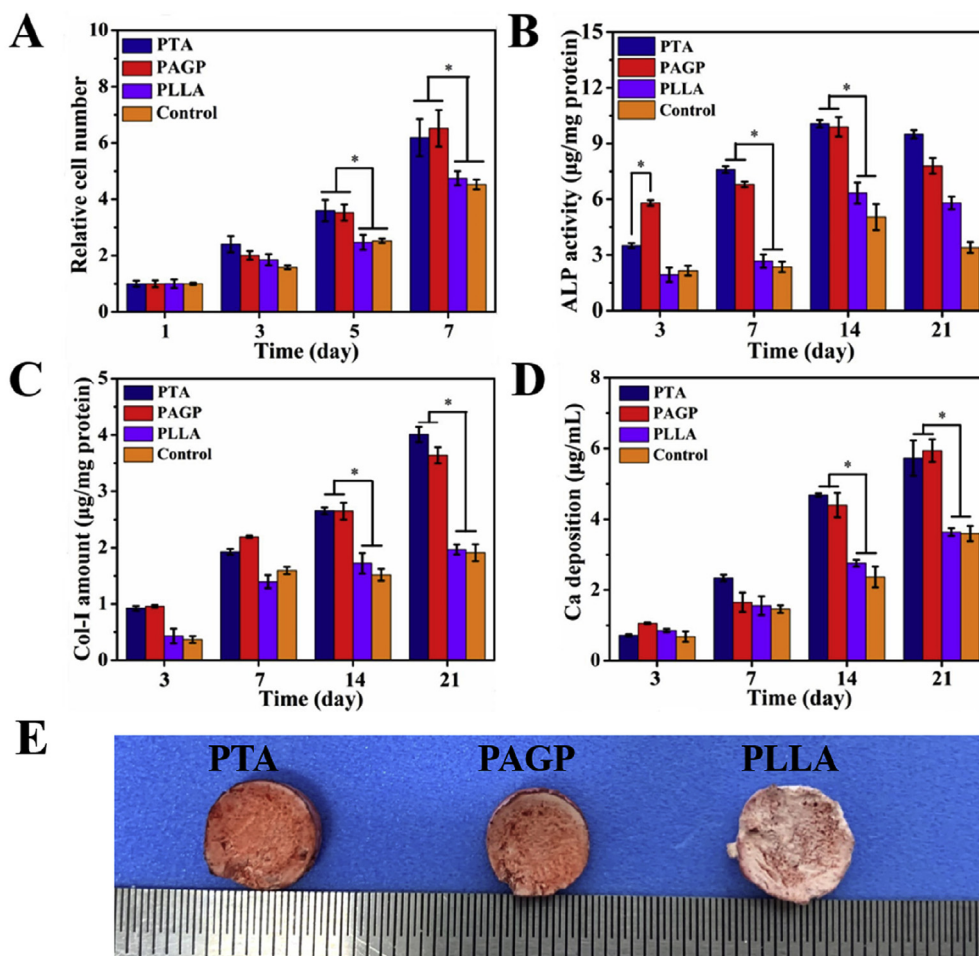 A
Relative cell number
10
8
6
4
2
0
PTA
PAGP
PLLA
Control
*
*
1 3 5 7
Time (day)
B
ALP activity (μg/mg protein)
15
12
9
6
3
0
PTA
PAGP
PLLA
Control
*
*
*
3 7 14 21
Time (day)
C
Col-I amount (μg/mg protein)
5
4
3
2
1
0
PTA
PAGP
PLLA
Control
*
*
3 7 14 21
Time (day)
D
Ca deposition (μg/mL)
8
6
4
2
0
PTA
PAGP
PLLA
Control
*
*
3 7 14 21
Time (day)
E
PTA PAGP PLLA